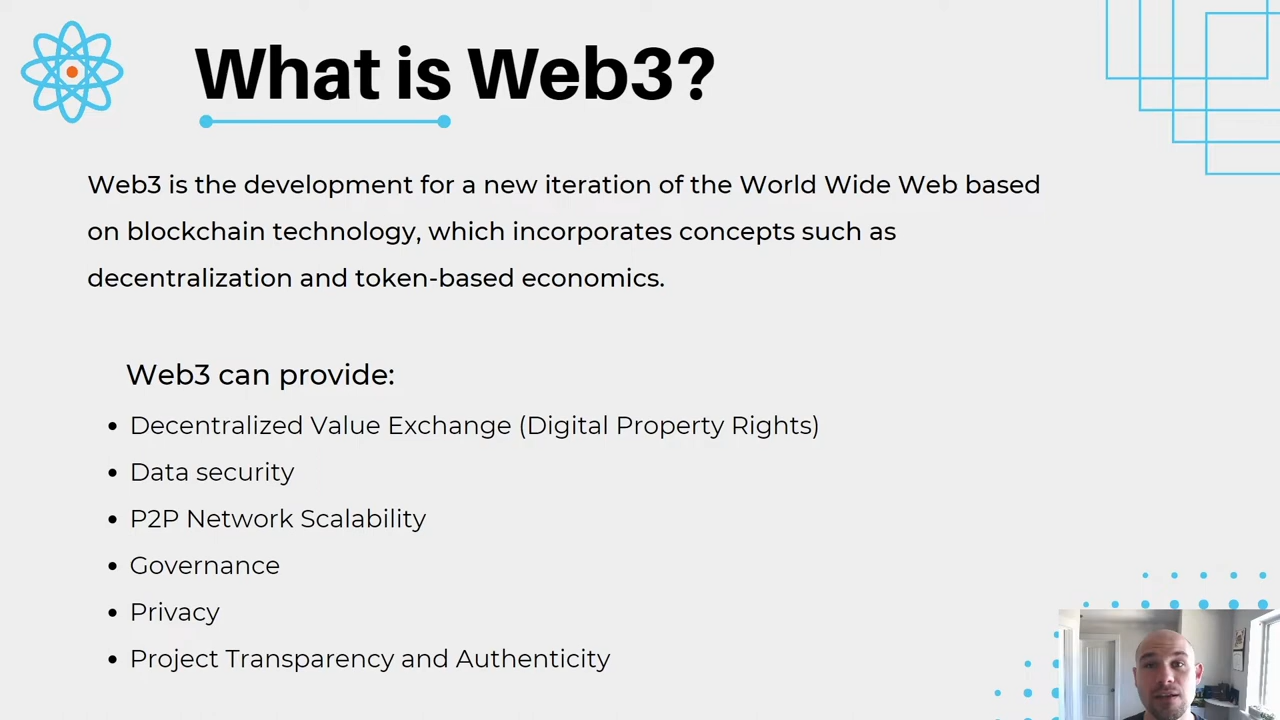 What is Web3?
Web3 is the development for a new iteration of the World Wide Web based
on blockchain technology, which incorporates concepts such as
decentralization and token-based economics.
Web3 can provide:
• Decentralized Value Exchange (Digital Property Rights)
• Data security
• P2P Network Scalability
• Governance
• Privacy
• Project Transparency and Authenticity